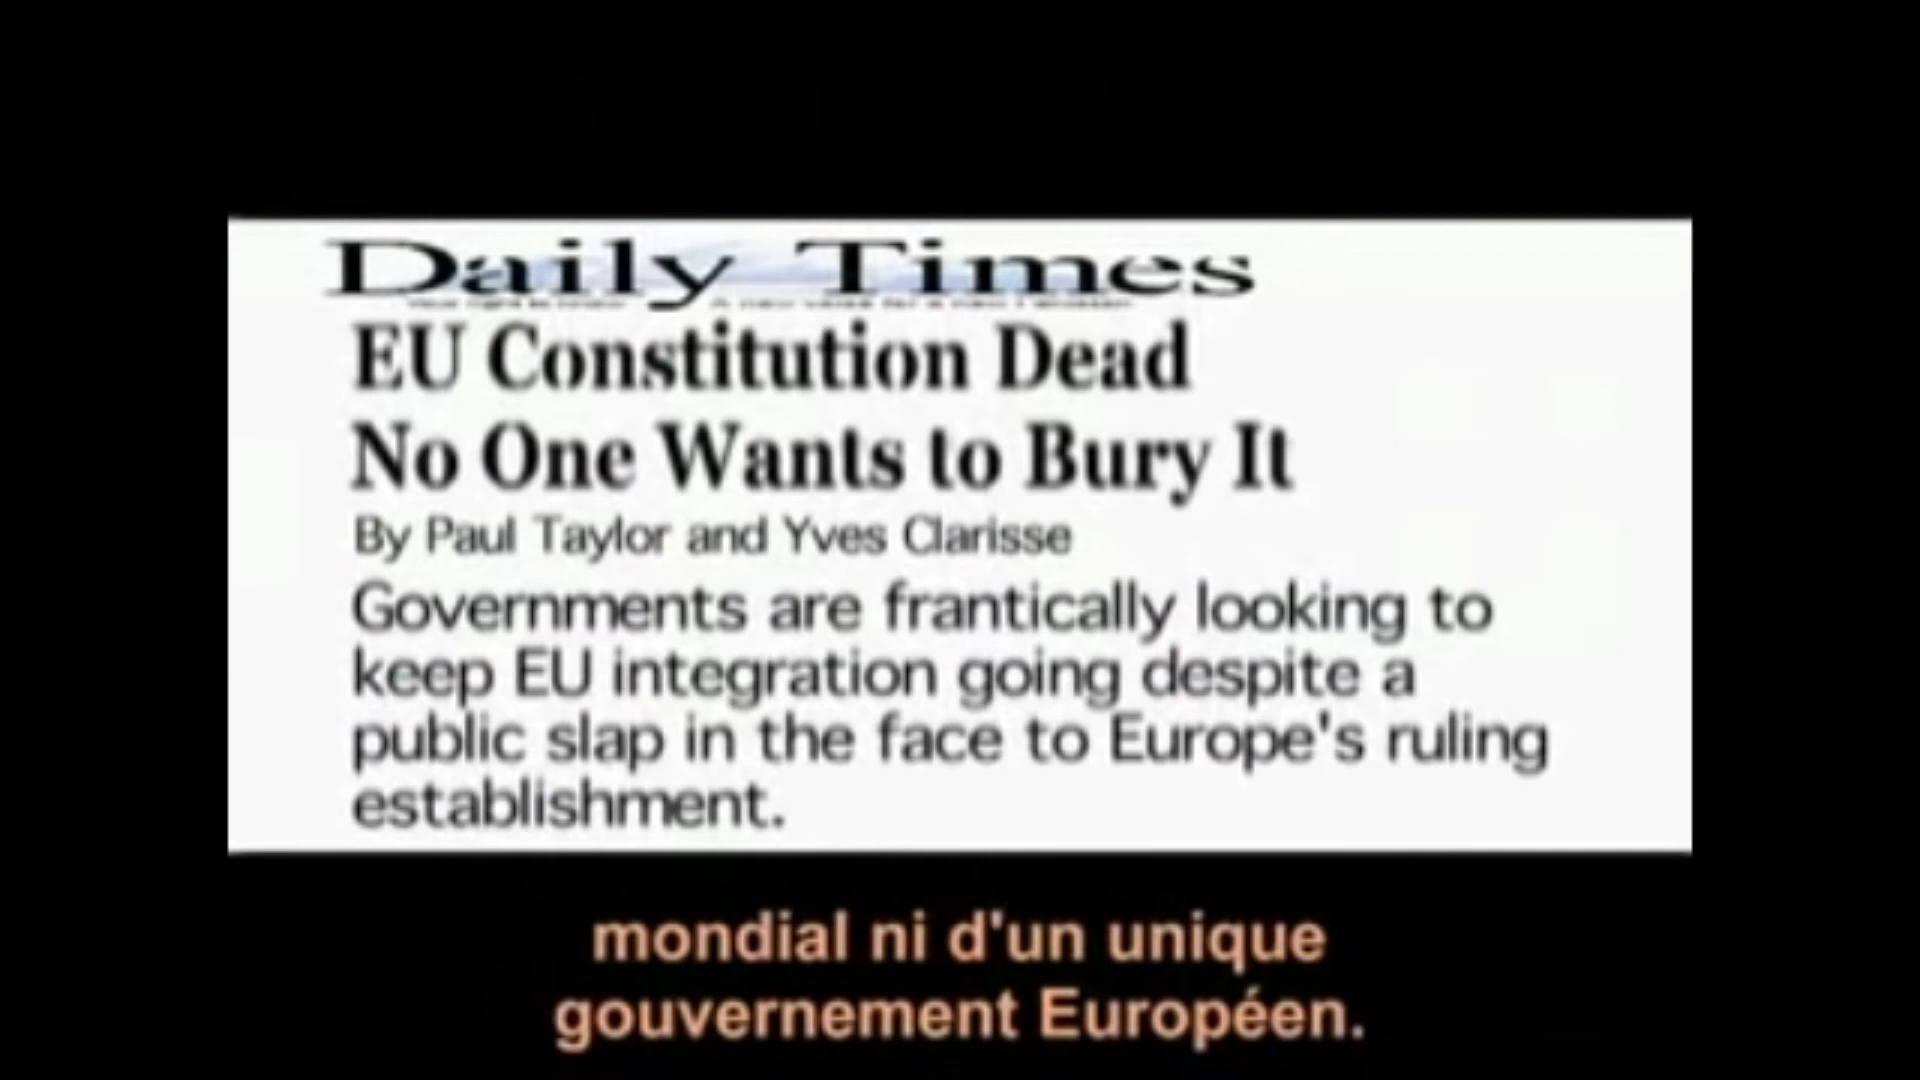 Daily Times
EU Constitution Dead
No One Wants to Bury It
By Paul Taylor and Yves Clarisse
Governments are frantically looking to
keep EU integration going despite a
public slap in the face to Europe's ruling
establishment.
mondial ni d'un unique
gouvernement Européen.